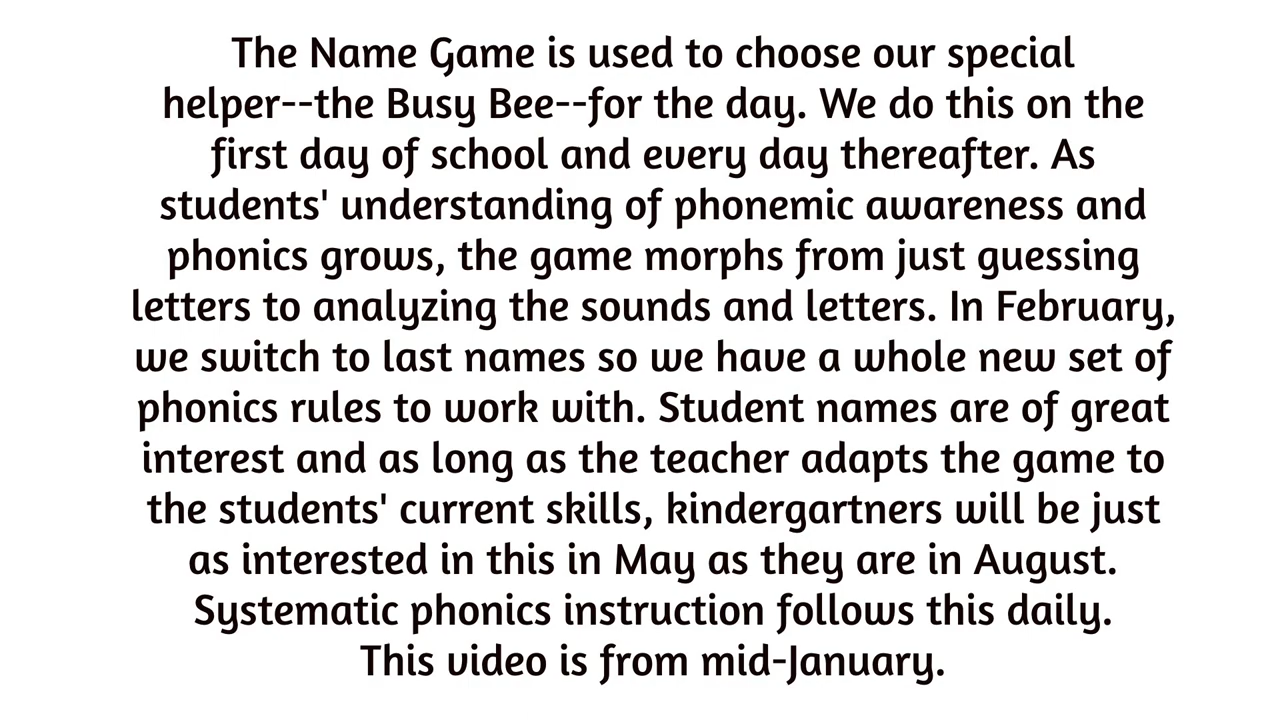 The Name Game is used to choose our special
helper--the Busy Bee--for the day. We do this on the
first day of school and every day thereafter. As
students' understanding of phonemic awareness and
phonics grows, the game morphs from just guessing
letters to analyzing the sounds and letters. In February,
we switch to last names so we have a whole new set of
phonics rules to work with. Student names are of great
interest and as long as the teacher adapts the game to
the students' current skills, kindergartners will be just
as interested in this in May as they are in August.
Systematic phonics instruction follows this daily.
This video is from mid-January.